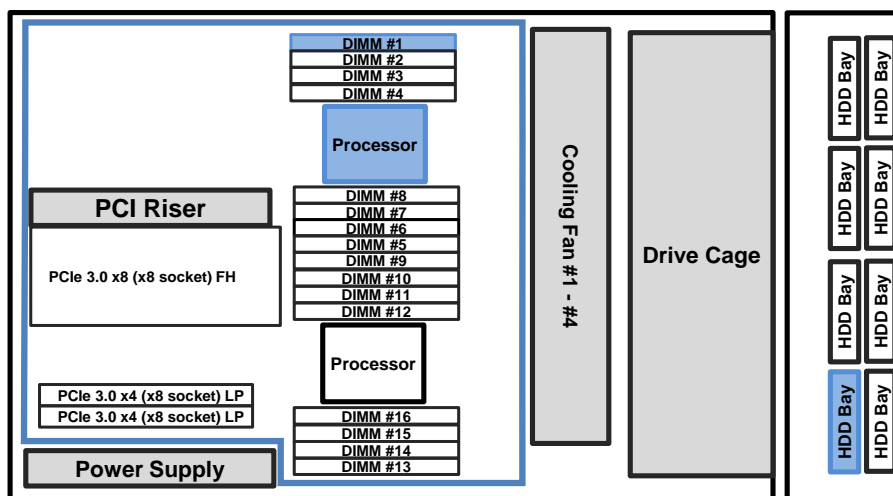 DIMM #1
DIMM #2
DIMM #3
DIMM #4
Processor
DIMM #8
DIMM #7
DIMM #6
DIMM #5
DIMM #9
DIMM #10
DIMM #11
DIMM #12
Processor
DIMM #16
DIMM #15
DIMM #14
DIMM #13
PCI Riser
PCIe 3.0 x8 (x8 socket) FH
PCIe 3.0 x4 (x8 socket) LP
PCIe 3.0 x4 (x8 socket) LP
Power Supply
Cooling Fan #1 - #4
Drive Cage
HDD Bay
HDD Bay
HDD Bay
HDD Bay
HDD Bay
HDD Bay
HDD Bay
HDD Bay